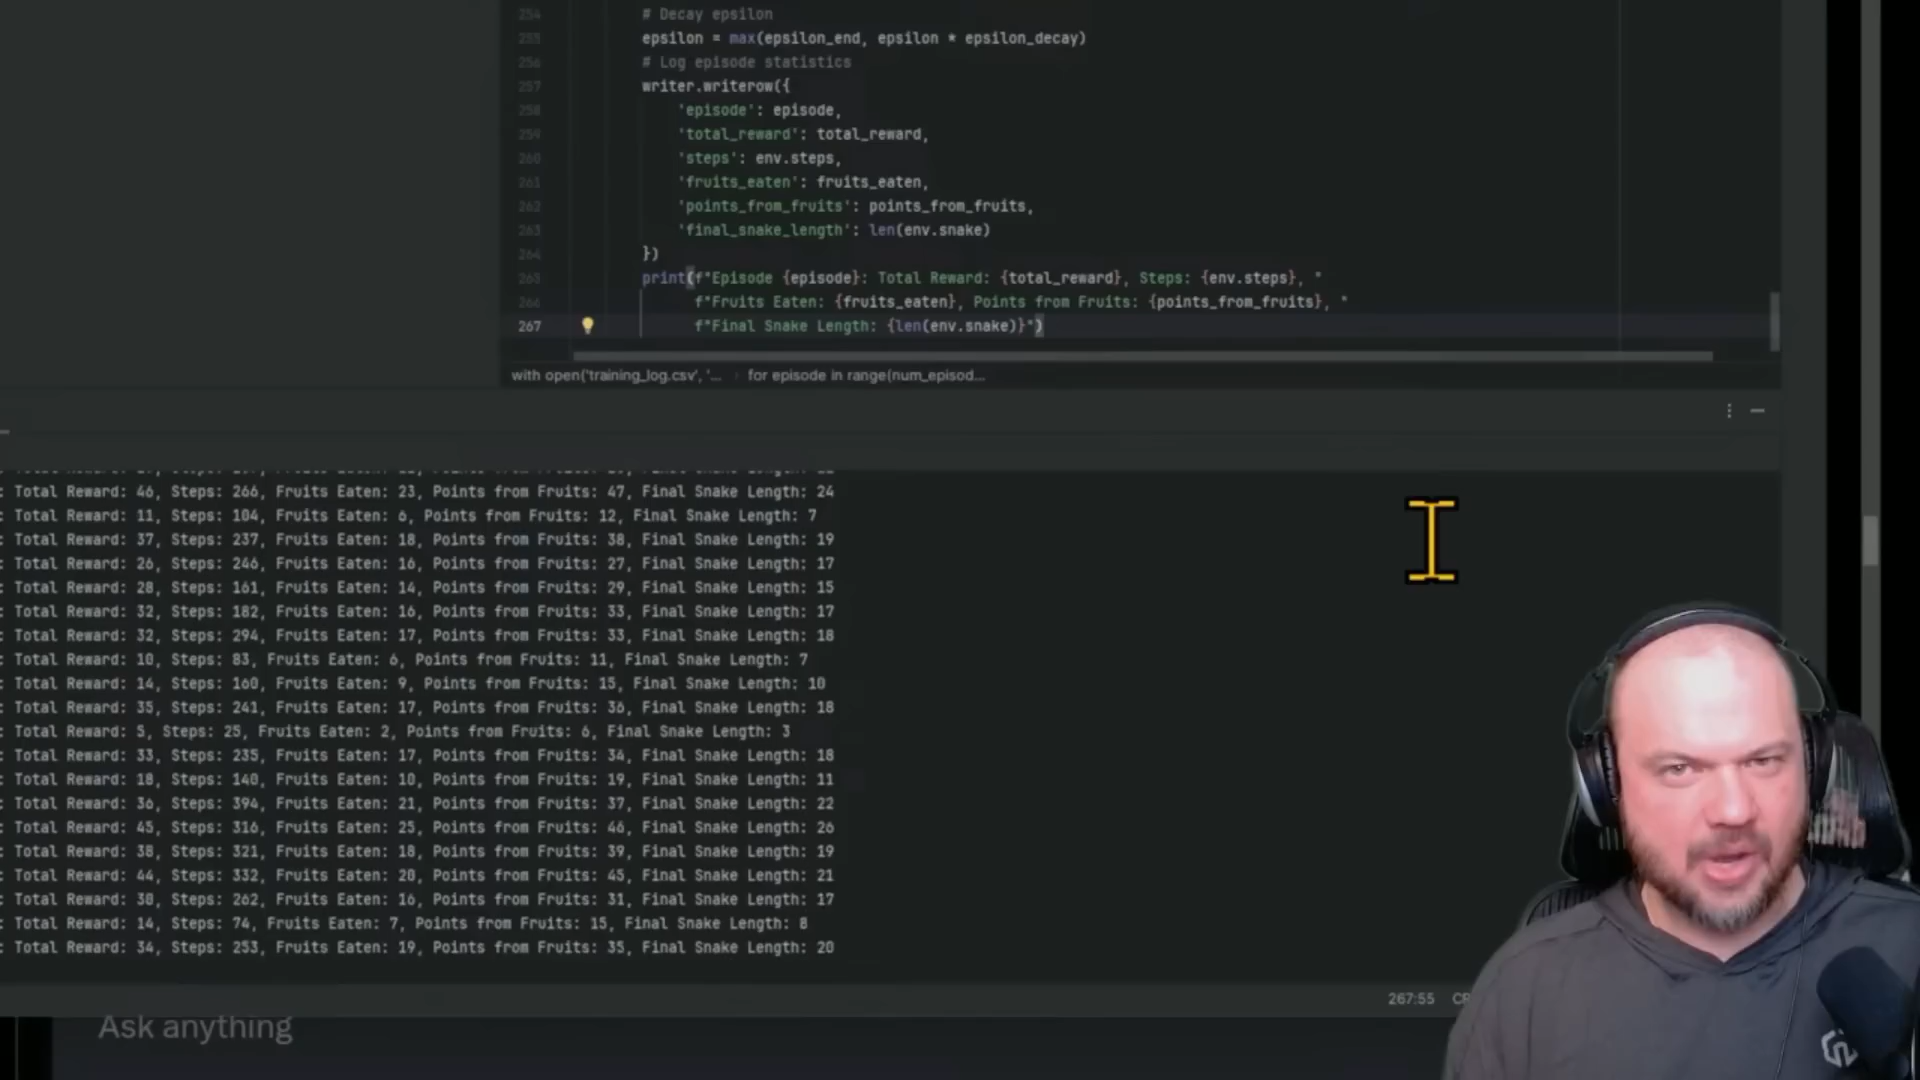 254 # Decay epsilon
255 epsilon = max(epsilon_end, epsilon * epsilon_decay)
256 # Log episode statistics
257 writer.writerow({
258 'episode': episode,
259 'total_reward': total_reward,
260 'steps': env.steps,
261 'fruits_eaten': fruits_eaten,
262 'points_from_fruits': points_from_fruits,
263 'final_snake_length': len(env.snake)
264 })
265 print(f"Episode {episode}: Total Reward: {total_reward}, Steps: {env.steps}, "
266 f"Fruits Eaten: {fruits_eaten}, Points from Fruits: {points_from_fruits}, "
267 f"Final Snake Length: {len(env.snake)}")
with open('training_log.csv', '... › for episode in range(num_episod...
: Total Reward: 46, Steps: 266, Fruits Eaten: 23, Points from Fruits: 47, Final Snake Length: 24
: Total Reward: 11, Steps: 104, Fruits Eaten: 6, Points from Fruits: 12, Final Snake Length: 7
: Total Reward: 37, Steps: 237, Fruits Eaten: 18, Points from Fruits: 38, Final Snake Length: 19
: Total Reward: 26, Steps: 246, Fruits Eaten: 16, Points from Fruits: 27, Final Snake Length: 17
: Total Reward: 28, Steps: 161, Fruits Eaten: 14, Points from Fruits: 29, Final Snake Length: 15
: Total Reward: 32, Steps: 182, Fruits Eaten: 16, Points from Fruits: 33, Final Snake Length: 17
: Total Reward: 32, Steps: 294, Fruits Eaten: 17, Points from Fruits: 33, Final Snake Length: 18
: Total Reward: 10, Steps: 83, Fruits Eaten: 6, Points from Fruits: 11, Final Snake Length: 7
: Total Reward: 14, Steps: 160, Fruits Eaten: 9, Points from Fruits: 15, Final Snake Length: 10
: Total Reward: 35, Steps: 241, Fruits Eaten: 17, Points from Fruits: 36, Final Snake Length: 18
: Total Reward: 5, Steps: 25, Fruits Eaten: 2, Points from Fruits: 6, Final Snake Length: 3
: Total Reward: 33, Steps: 235, Fruits Eaten: 17, Points from Fruits: 34, Final Snake Length: 18
: Total Reward: 18, Steps: 140, Fruits Eaten: 10, Points from Fruits: 19, Final Snake Length: 11
: Total Reward: 36, Steps: 394, Fruits Eaten: 21, Points from Fruits: 37, Final Snake Length: 22
: Total Reward: 45, Steps: 316, Fruits Eaten: 25, Points from Fruits: 46, Final Snake Length: 26
: Total Reward: 38, Steps: 321, Fruits Eaten: 18, Points from Fruits: 39, Final Snake Length: 19
: Total Reward: 44, Steps: 332, Fruits Eaten: 20, Points from Fruits: 45, Final Snake Length: 21
: Total Reward: 30, Steps: 262, Fruits Eaten: 16, Points from Fruits: 31, Final Snake Length: 17
: Total Reward: 14, Steps: 74, Fruits Eaten: 7, Points from Fruits: 15, Final Snake Length: 8
: Total Reward: 34, Steps: 253, Fruits Eaten: 19, Points from Fruits: 35, Final Snake Length: 20
267:55
Ask anything